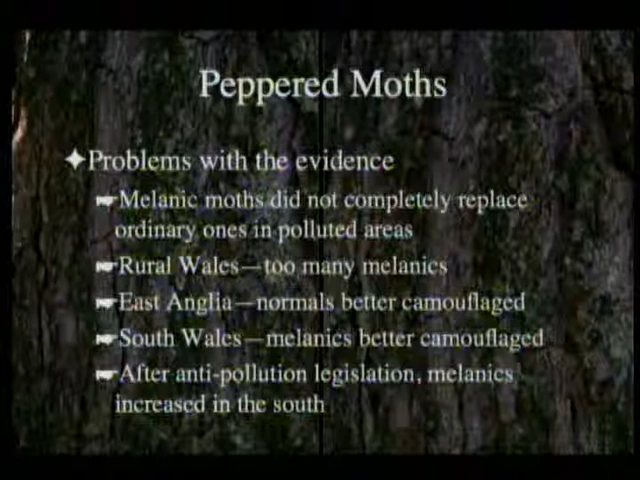 Peppered Moths
✦Problems with the evidence
☛Melanic moths did not completely replace
ordinary ones in polluted areas
☛Rural Wales—too many melanics
☛East Anglia—normals better camouflaged
☛South Wales—melanics better camouflaged
☛After anti-pollution legislation, melanics
increased in the south